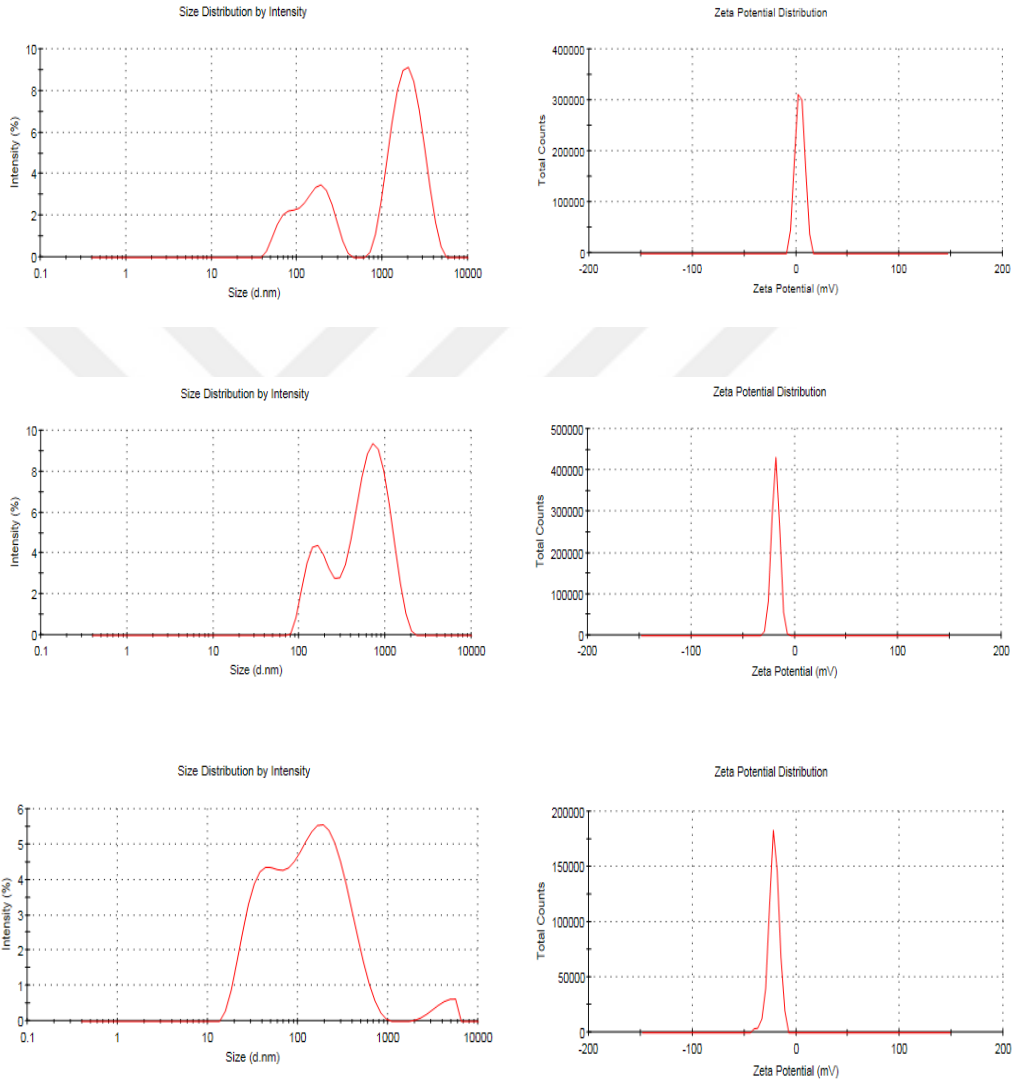 Size Distribution by Intensity
Intensity (%)
10
8
6
4
2
0
0.1 1 10 100 1000 10000
Size (d.nm)
Zeta Potential Distribution
Total Counts
400000
300000
200000
100000
0
-200 -100 0 100 200
Zeta Potential (mV)
Size Distribution by Intensity
Intensity (%)
10
8
6
4
2
0
0.1 1 10 100 1000 10000
Size (d.nm)
Zeta Potential Distribution
Total Counts
500000
400000
300000
200000
100000
0
-200 -100 0 100 200
Zeta Potential (mV)
Size Distribution by Intensity
Intensity (%)
6
5
4
3
2
1
0
0.1 1 10 100 1000 10000
Size (d.nm)
Zeta Potential Distribution
Total Counts
200000
150000
100000
50000
0
-200 -100 0 100 200
Zeta Potential (mV)